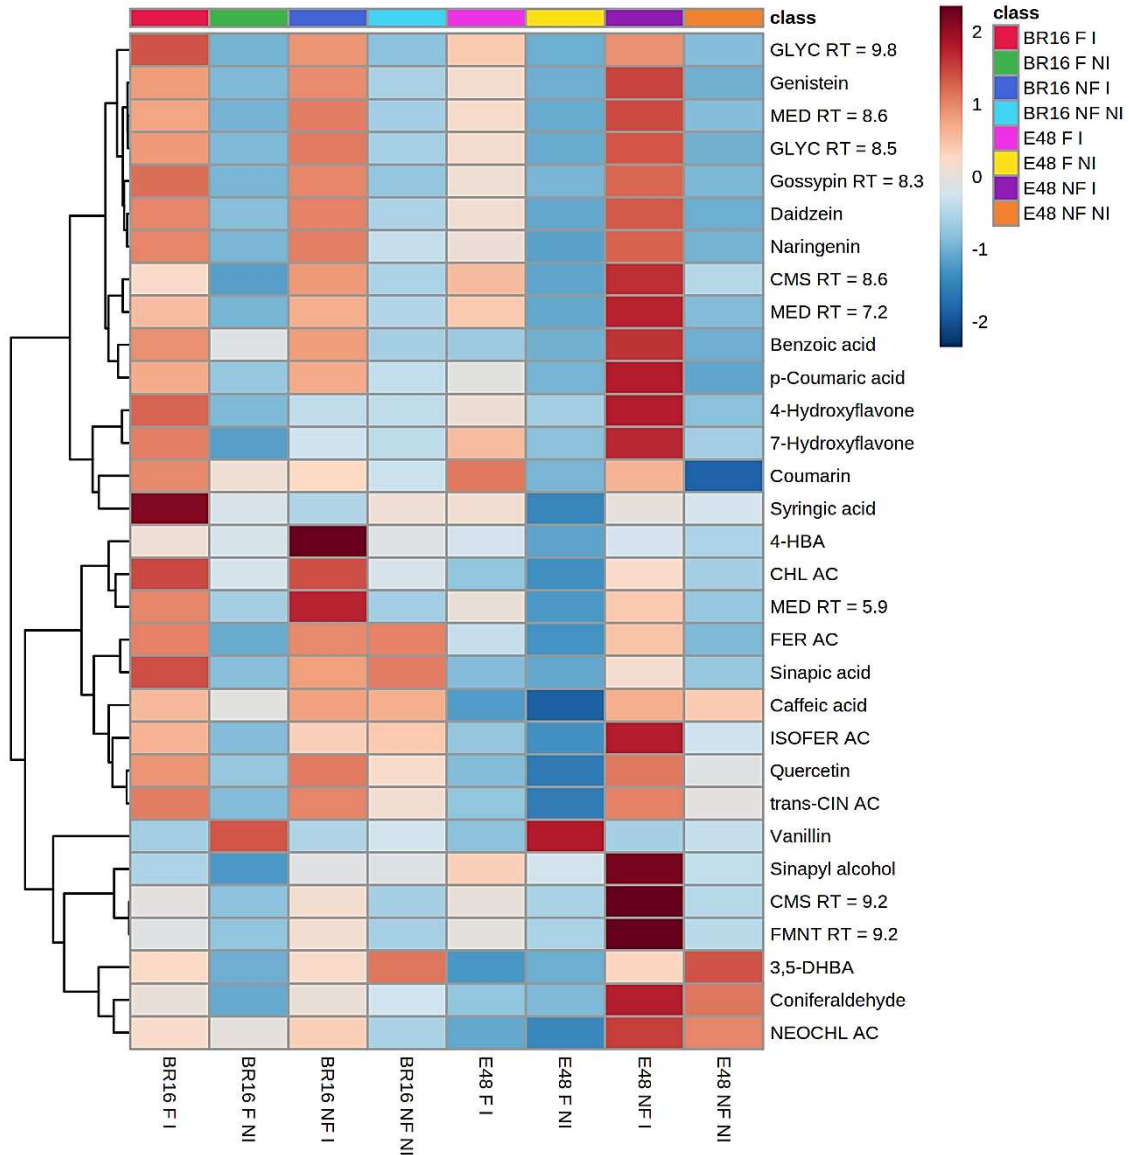 class
GLYC RT = 9.8
Genistein
MED RT = 8.6
GLYC RT = 8.5
Gossypin RT = 8.3
Daidzein
Naringenin
CMS RT = 8.6
MED RT = 7.2
Benzoic acid
p-Coumaric acid
4-Hydroxyflavone
7-Hydroxyflavone
Coumarin
Syringic acid
4-HBA
CHL AC
MED RT = 5.9
FER AC
Sinapic acid
Caffeic acid
ISOFER AC
Quercetin
trans-CIN AC
Vanillin
Sinapyl alcohol
CMS RT = 9.2
FMNT RT = 9.2
3,5-DHBA
Coniferaldehyde
NEOCHL AC
2
1
0
-1
-2
class
BR16 F I
BR16 F NI
BR16 NF I
BR16 NF NI
E48 F I
E48 F NI
E48 NF I
E48 NF NI
BR16 F I
BR16 F NI
BR16 NF I
BR16 NF NI
E48 F I
E48 F NI
E48 NF I
E48 NF NI